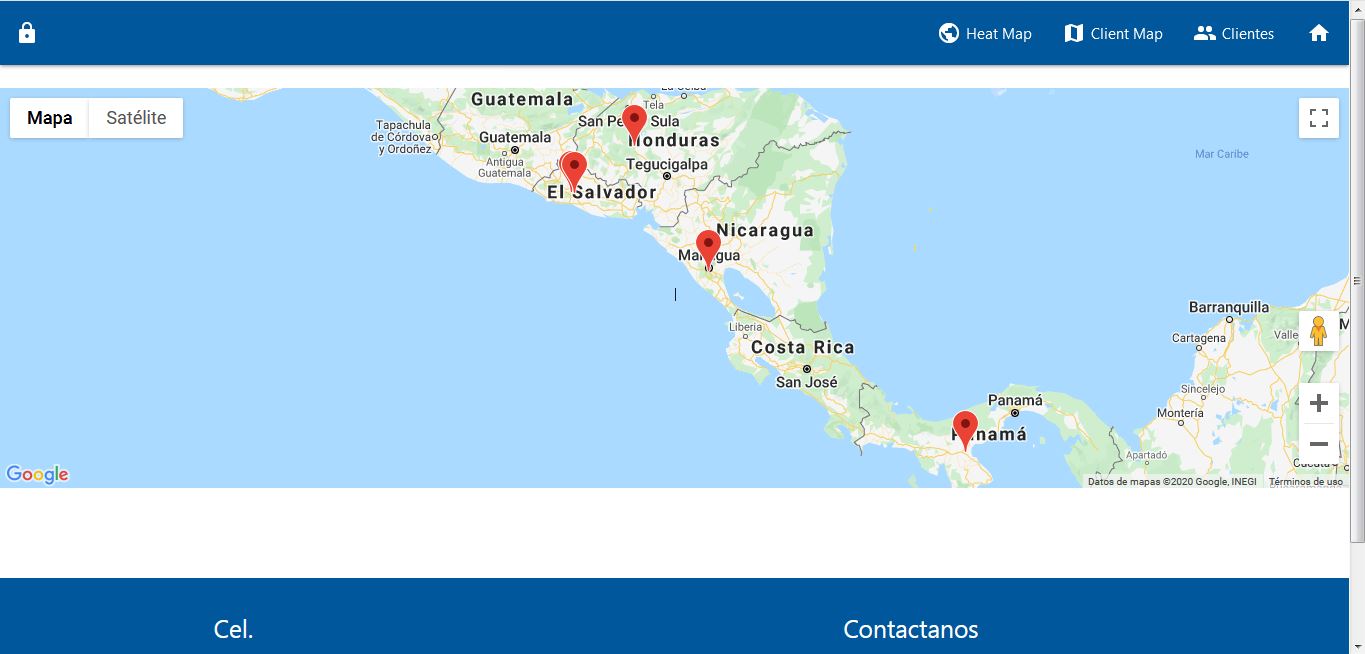 Heat Map
Client Map
Clientes
Mapa
Satélite
Guatemala
Tela
San Pe
Sula
Tapachula
de Córdova
y Ordoñez
Guatemala
Honduras
Antigua
Guatemala
Tegucigalpa
Mar Caribe
El Salvador
Nicaragua
Managua
Barranquilla
Liberia
Cartagena
Valle
M
Costa Rica
San José
Sincelejo
Panamá
Montería
Panamá
Apartadó
Google
Datos de mapas ©2020 Google, INEGI
Términos de uso
Cel.
Contactanos